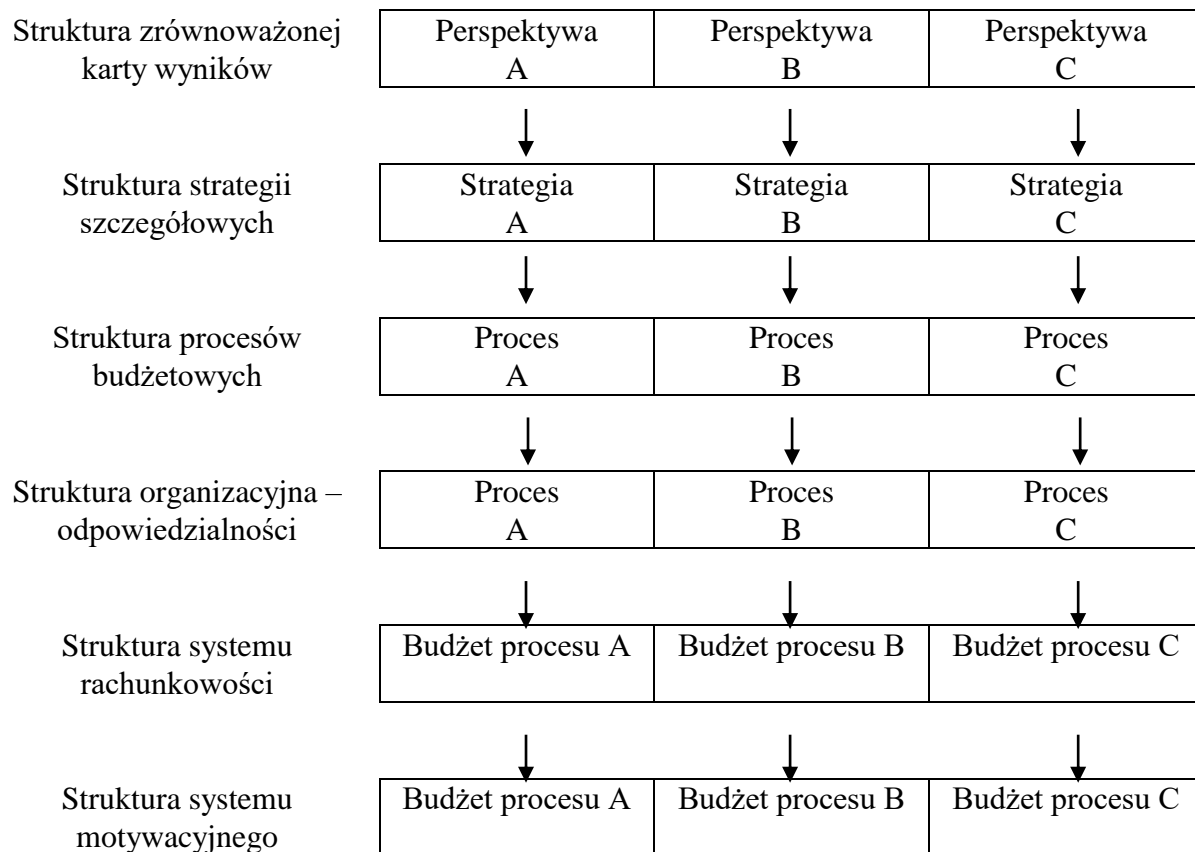 Struktura zrównoważonej
karty wyników
Perspektywa
A
Perspektywa
B
Perspektywa
C
Struktura strategii
szczegółowych
Strategia
A
Strategia
B
Strategia
C
Struktura procesów
budżetowych
Proces
A
Proces
B
Proces
C
Struktura organizacyjna –
odpowiedzialności
Proces
A
Proces
B
Proces
C
Struktura systemu
rachunkowości
Budżet procesu A
Budżet procesu B
Budżet procesu C
Struktura systemu
motywacyjnego
Budżet procesu A
Budżet procesu B
Budżet procesu C